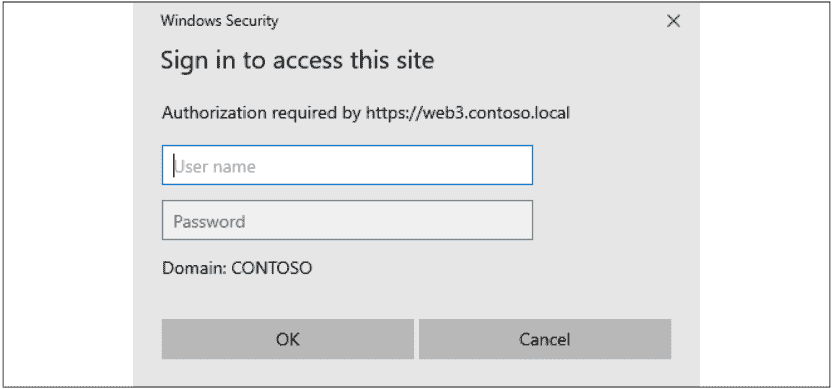 Windows Security
Sign in to access this site
Authorization required by https://web3.contoso.local
User name
Password
Domain: CONTOSO
OK Cancel